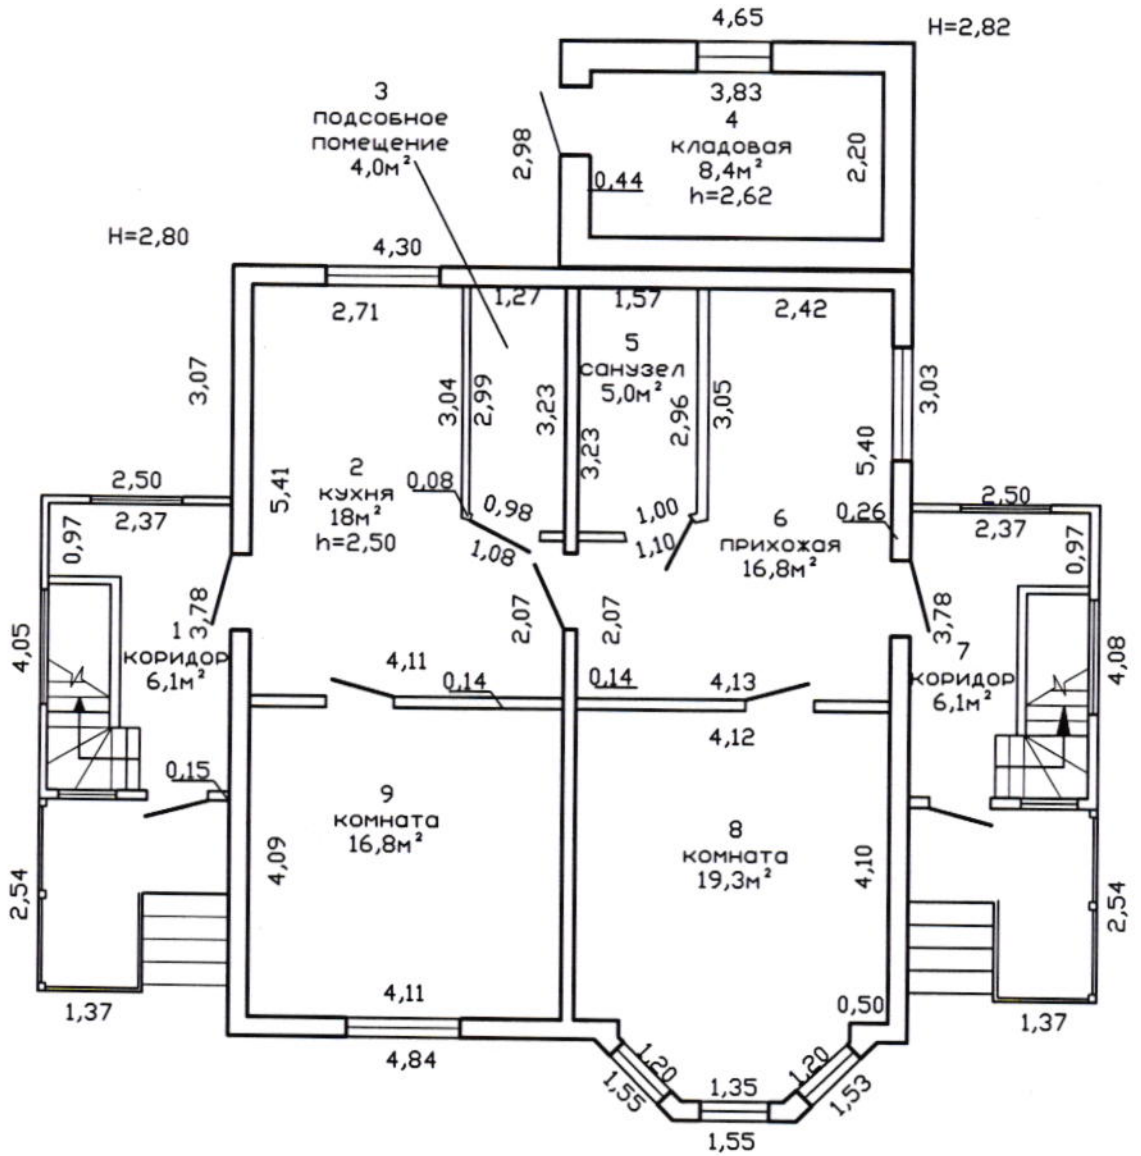 4,65
H=2,82
3
подсобное
помещение
4,0м²
3,83
4
кладовая
8,4м²
h=2,62
2,98
2,20
0,44
H=2,80
4,30
2,71
1,27
1,57
2,42
3,07
3,04
2,99
3,23
5
санузел
5,0м²
3,23
2,96
3,05
3,03
5,41
2
кухня
18м²
h=2,50
0,08
0,98
1,08
1,00
1,10
6
прихожая
16,8м²
5,40
0,26
2,50
2,37
0,97
2,50
2,37
0,97
4,05
3,78
1
коридор
6,1м²
2,07
2,07
4,11
0,14
0,14
4,13
3,78
7
коридор
6,1м²
4,08
4,12
0,15
9
комната
16,8м²
4,09
8
комната
19,3м²
4,10
2,54
2,54
1,37
4,11
4,84
0,50
1,37
1,20
1,55
1,35
1,55
1,20
1,53